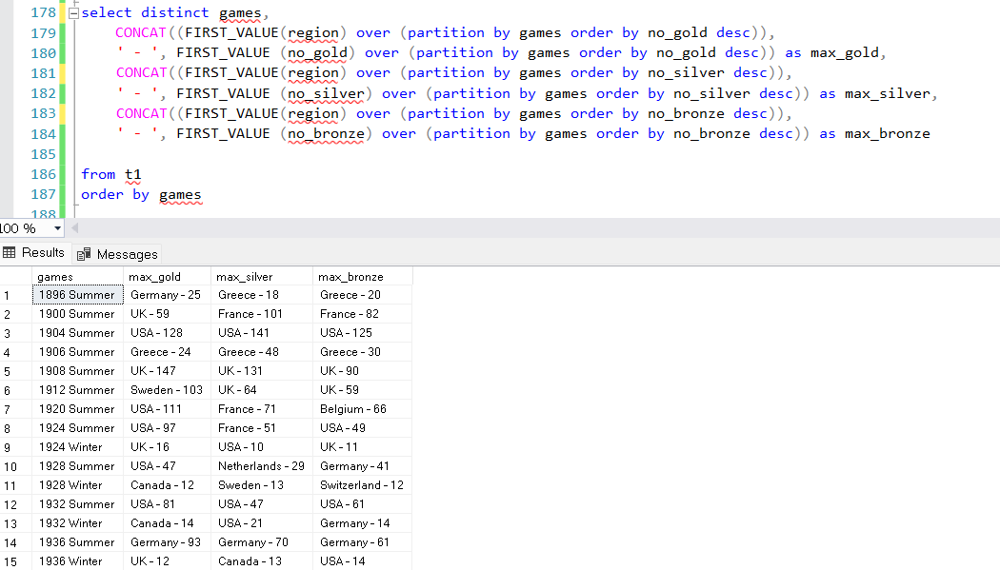 178 select distinct games,
179 CONCAT((FIRST_VALUE(region) over (partition by games order by no_gold desc)),
180 ' - ', FIRST_VALUE (no_gold) over (partition by games order by no_gold desc)) as max_gold,
181 CONCAT((FIRST_VALUE(region) over (partition by games order by no_silver desc)),
182 ' - ', FIRST_VALUE (no_silver) over (partition by games order by no_silver desc)) as max_silver,
183 CONCAT((FIRST_VALUE(region) over (partition by games order by no_bronze desc)),
184 ' - ', FIRST_VALUE (no_bronze) over (partition by games order by no_bronze desc)) as max_bronze
185
186 from t1
187 order by games
188
100 %
Results Messages
games max_gold max_silver max_bronze
1 1896 Summer Germany - 25 Greece - 18 Greece - 20
2 1900 Summer UK - 59 France - 101 France - 82
3 1904 Summer USA - 128 USA - 141 USA - 125
4 1906 Summer Greece - 24 Greece - 48 Greece - 30
5 1908 Summer UK - 147 UK - 131 UK - 90
6 1912 Summer Sweden - 103 UK - 64 UK - 59
7 1920 Summer USA - 111 France - 71 Belgium - 66
8 1924 Summer USA - 97 France - 51 USA - 49
9 1924 Winter UK - 16 USA - 10 UK - 11
10 1928 Summer USA - 47 Netherlands - 29 Germany - 41
11 1928 Winter Canada - 12 Sweden - 13 Switzerland - 12
12 1932 Summer USA - 81 USA - 47 USA - 61
13 1932 Winter Canada - 14 USA - 21 Germany - 14
14 1936 Summer Germany - 93 Germany - 70 Germany - 61
15 1936 Winter UK - 12 Canada - 13 USA - 14